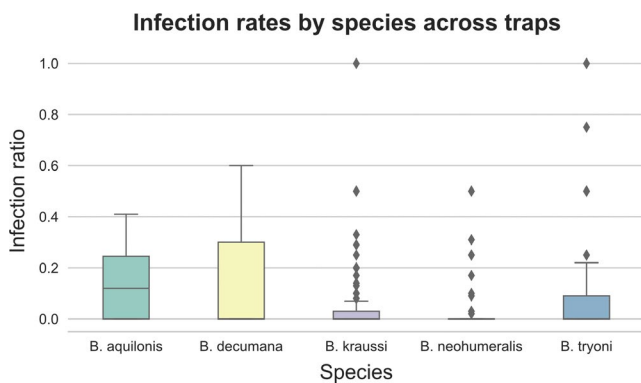 Infection rates by species across traps
1.0
0.8
0.6
0.4
0.2
0.0
Infection ratio
B. aquilonis B. decumana B. kraussi B. neohumeralis B. tryoni
Species